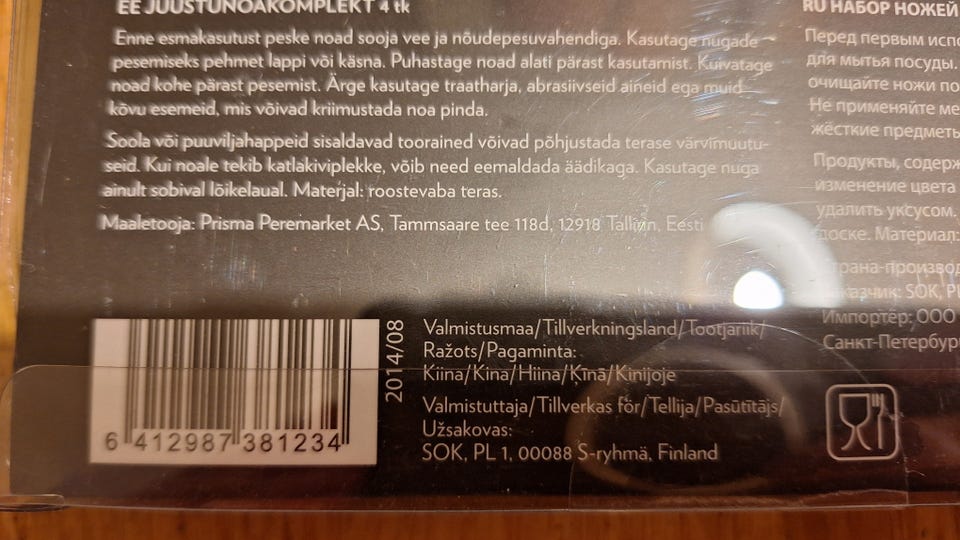 EE JUUSTUNOAKOMPLEKT 4 tk
Enne esmakasutust peske noad sooja vee ja nõudepesuvahendiga. Kasutage nugade
pesemiseks pehmet lappi või käsna. Puhastage noad alati pärast kasutamist. Kuivatage
noad kohe pärast pesemist. Ärge kasutage traatharja, abrasiivseid aineid ega muid
kõvu esemeid, mis võivad kriimustada noa pinda.
Soola või puuviljahappeid sisaldavad toorained võivad põhjustada terase värvimuutu-
seid. Kui noale tekib katlakiviplekke, võib need eemaldada äädikaga. Kasutage nuga
ainult sobival lõikelaual. Materjal: roostevaba teras.
Maaletooja: Prisma Peremarket AS, Tammsaare tee 118d, 12918 Tallinn, Eesti
RU НАБОР НОЖЕЙ
Перед первым испо
для мытья посуды.
очищайте ножи по
Не применяйте ме
жёсткие предметы
Продукты, содерж
изменение цвета
удалить уксусом.
доске. Материал:
страна-производ
казчик: SOK, PL
Импортёр: ООО
Санкт-Петербург
6 412987 381234
2014/08
Valmistusmaa/Tillverkningsland/Tootjariik/
Ražots/Pagaminta:
Kiina/Kina/Hiina/Ķīnā/Kinijoje
Valmistuttaja/Tillverkas för/Tellija/Pasūtītājs/
Užsakovas:
SOK, PL 1, 00088 S-ryhmä, Finland